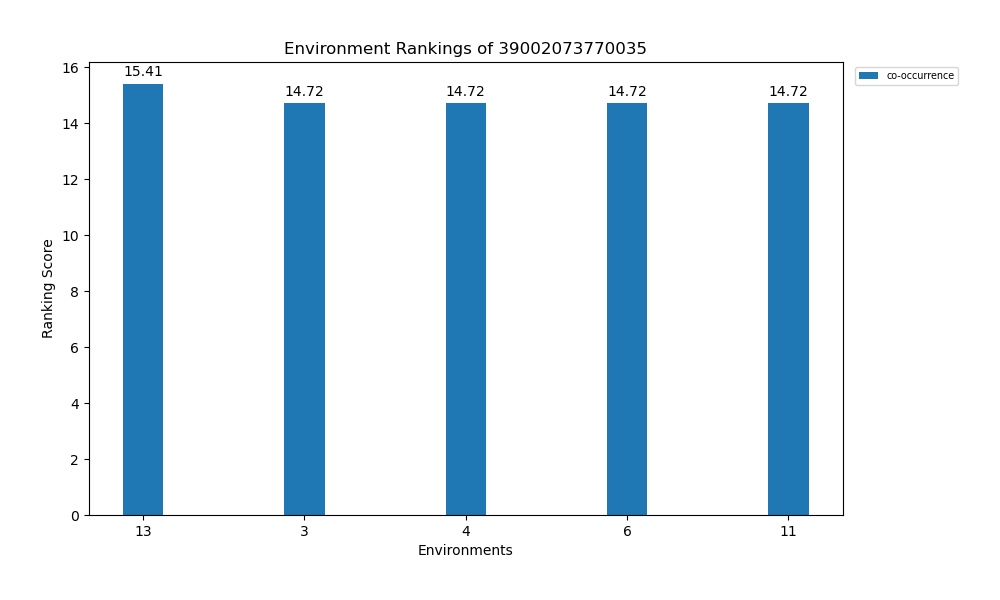 Environment Rankings of 39002073770035
16
14
12
10
8
6
4
2
0
Ranking Score
15.41
14.72
14.72
14.72
14.72
13 3 4 6 11
Environments
co-occurrence